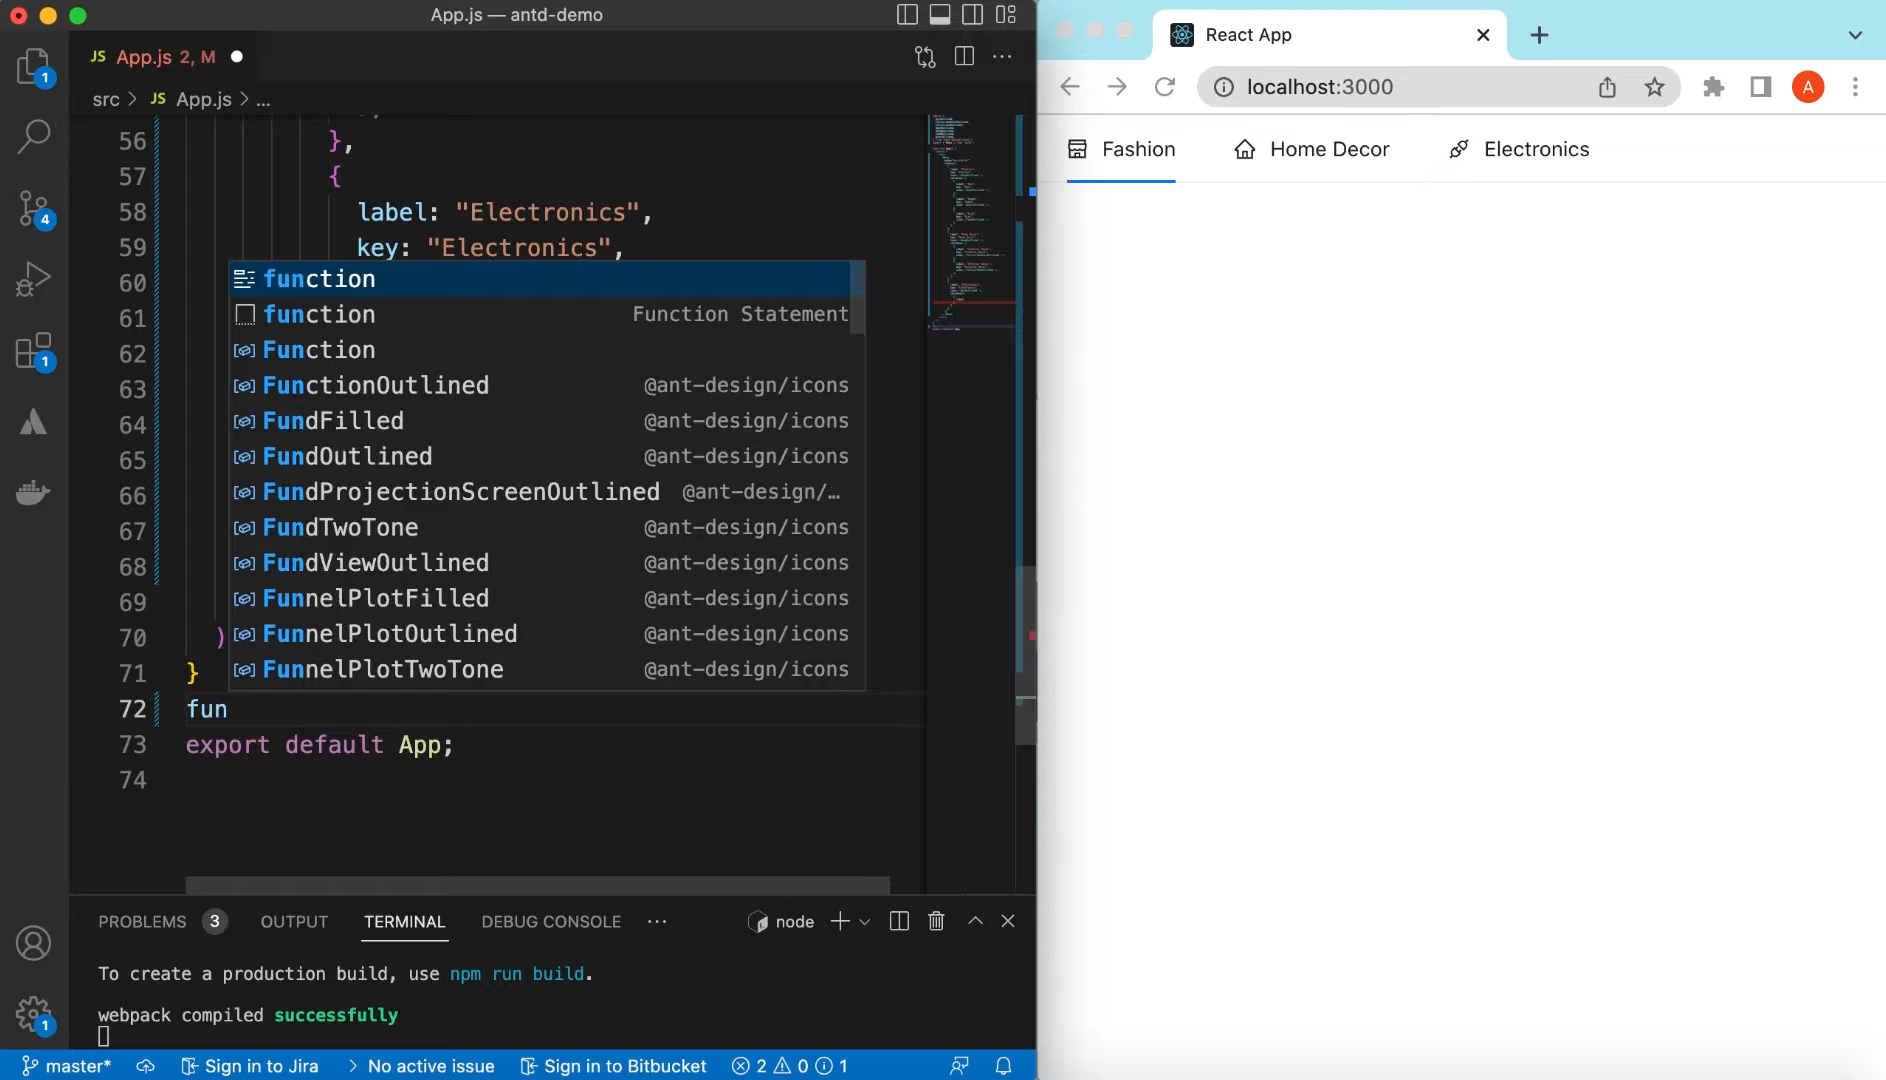 App.js — antd-demo
JS App.js 2, M
src > JS App.js > ...
56 },
57 {
58 label: "Electronics",
59 key: "Electronics",
60
61
62
63
64
65
66
67
68
69
70 )
71 }
72 fun
73 export default App;
74
function
function Function Statement
Function
FunctionOutlined @ant-design/icons
FundFilled @ant-design/icons
FundOutlined @ant-design/icons
FundProjectionScreenOutlined @ant-design/…
FundTwoTone @ant-design/icons
FundViewOutlined @ant-design/icons
FunnelPlotFilled @ant-design/icons
FunnelPlotOutlined @ant-design/icons
FunnelPlotTwoTone @ant-design/icons
1
4
1
1
PROBLEMS 3 OUTPUT TERMINAL DEBUG CONSOLE ··· node
To create a production build, use npm run build.
webpack compiled successfully
master* Sign in to Jira > No active issue Sign in to Bitbucket 2 0 1
React App
localhost:3000
A
Fashion Home Decor Electronics